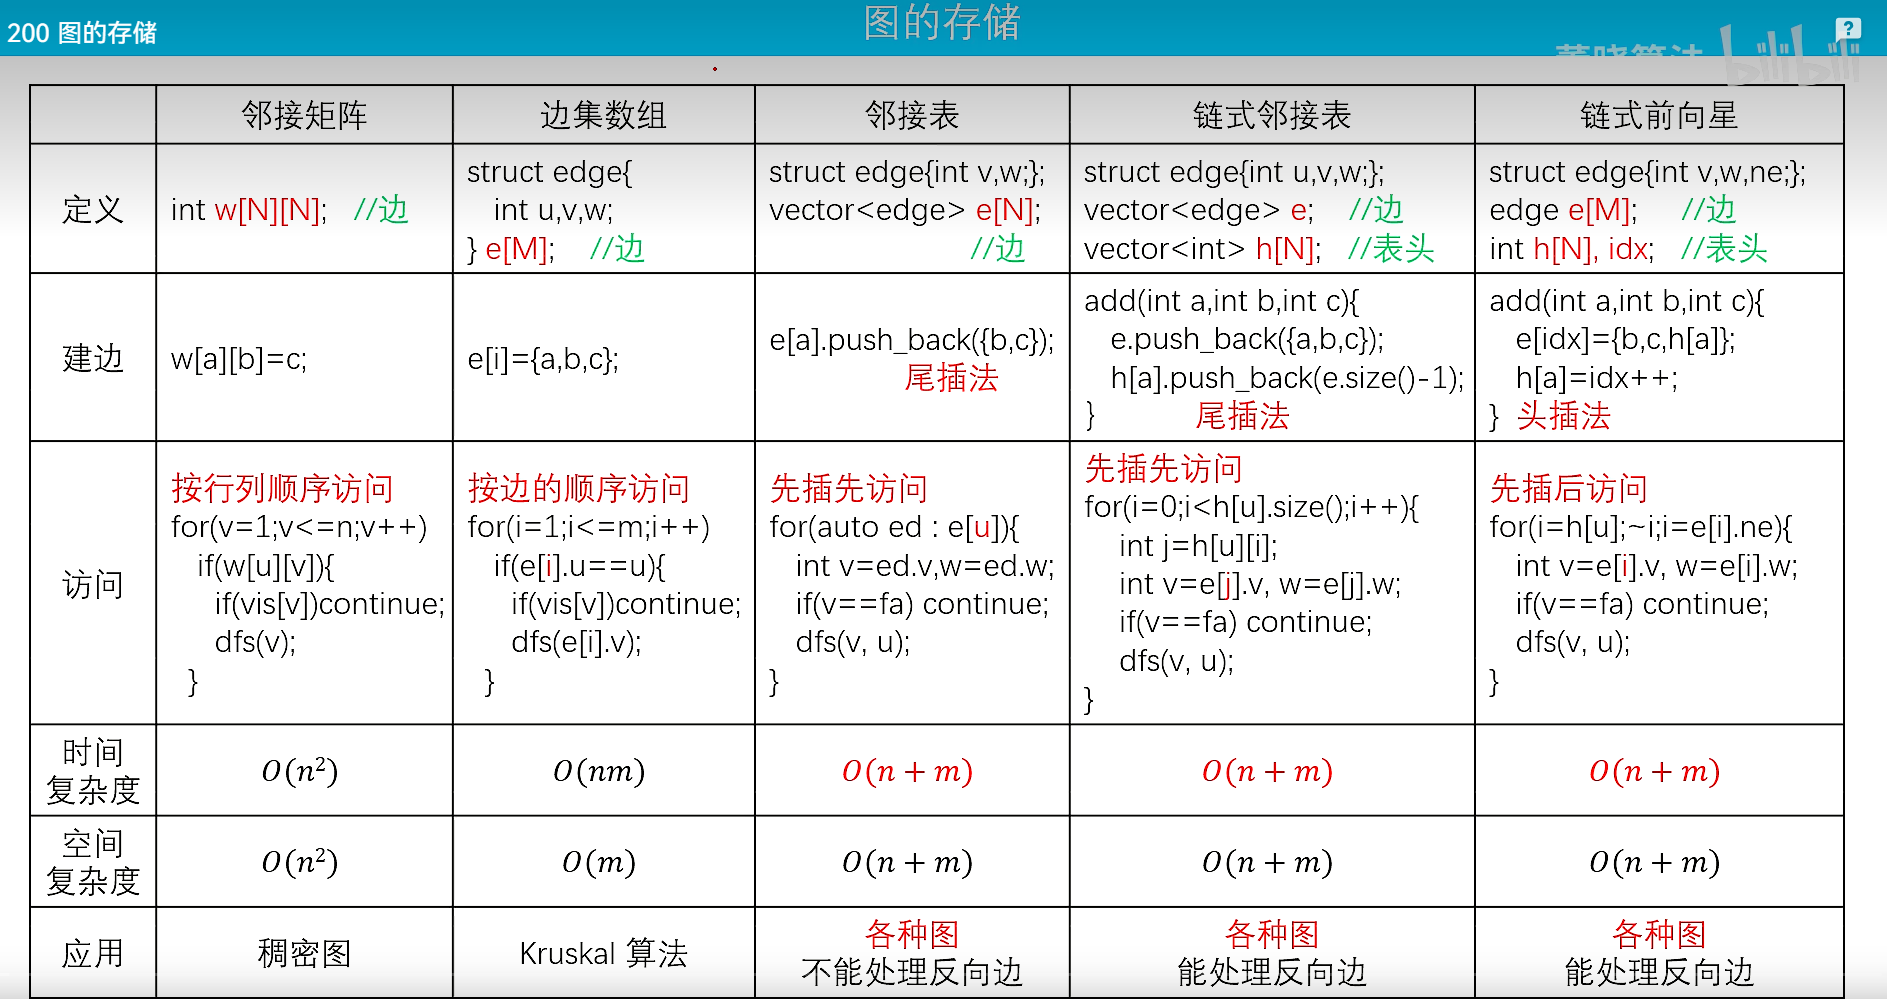 200 图的存储
图的存储
董晓算法 bilibili
?
邻接矩阵
边集数组
邻接表
链式邻接表
链式前向星
定义
int w[N][N]; //边
struct edge{
int u,v,w;
} e[M]; //边
struct edge{int v,w;};
vector<edge> e[N];
//边
struct edge{int u,v,w;};
vector<edge> e; //边
vector<int> h[N]; //表头
struct edge{int v,w,ne;};
edge e[M]; //边
int h[N], idx; //表头
建边
w[a][b]=c;
e[i]={a,b,c};
e[a].push_back({b,c});
尾插法
add(int a,int b,int c){
e.push_back({a,b,c});
h[a].push_back(e.size()-1);
} 尾插法
add(int a,int b,int c){
e[idx]={b,c,h[a]};
h[a]=idx++;
} 头插法
访问
按行列顺序访问
for(v=1;v<=n;v++)
if(w[u][v]){
if(vis[v])continue;
dfs(v);
}
按边的顺序访问
for(i=1;i<=m;i++)
if(e[i].u==u){
if(vis[v])continue;
dfs(e[i].v);
}
先插先访问
for(auto ed : e[u]){
int v=ed.v,w=ed.w;
if(v==fa) continue;
dfs(v, u);
}
先插先访问
for(i=0;i<h[u].size();i++){
int j=h[u][i];
int v=e[j].v, w=e[j].w;
if(v==fa) continue;
dfs(v, u);
}
先插后访问
for(i=h[u];~i;i=e[i].ne){
int v=e[i].v, w=e[i].w;
if(v==fa) continue;
dfs(v, u);
}
时间
复杂度
O(n²)
O(nm)
O(n + m)
O(n + m)
O(n + m)
空间
复杂度
O(n²)
O(m)
O(n + m)
O(n + m)
O(n + m)
应用
稠密图
Kruskal 算法
各种图
不能处理反向边
各种图
能处理反向边
各种图
能处理反向边